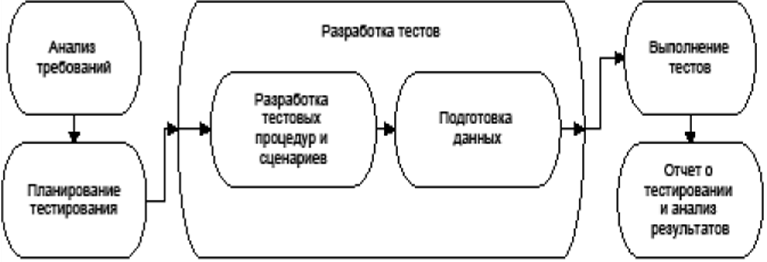 Анализ
требований
Планирование
тестирования
Разработка тестов
Разработка
тестовых
процедур и
сценариев
Подготовка
данных
Выполнение
тестов
Отчет о
тестировании
и анализ
результатов